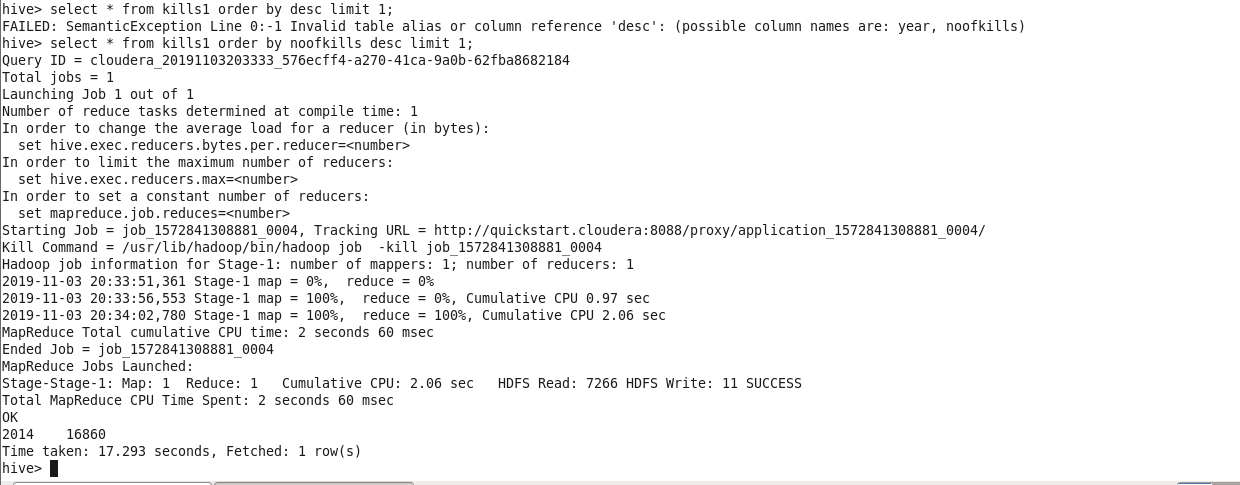 hive> select * from kills1 order by desc limit 1;
FAILED: SemanticException Line 0:-1 Invalid table alias or column reference 'desc': (possible column names are: year, noofkills)
hive> select * from kills1 order by noofkills desc limit 1;
Query ID = cloudera_20191103203333_576ecff4-a270-41ca-9a0b-62fba8682184
Total jobs = 1
Launching Job 1 out of 1
Number of reduce tasks determined at compile time: 1
In order to change the average load for a reducer (in bytes):
  set hive.exec.reducers.bytes.per.reducer=<number>
In order to limit the maximum number of reducers:
  set hive.exec.reducers.max=<number>
In order to set a constant number of reducers:
  set mapreduce.job.reduces=<number>
Starting Job = job_1572841308881_0004, Tracking URL = http://quickstart.cloudera:8088/proxy/application_1572841308881_0004/
Kill Command = /usr/lib/hadoop/bin/hadoop job  -kill job_1572841308881_0004
Hadoop job information for Stage-1: number of mappers: 1; number of reducers: 1
2019-11-03 20:33:51,361 Stage-1 map = 0%,  reduce = 0%
2019-11-03 20:33:56,553 Stage-1 map = 100%,  reduce = 0%, Cumulative CPU 0.97 sec
2019-11-03 20:34:02,780 Stage-1 map = 100%,  reduce = 100%, Cumulative CPU 2.06 sec
MapReduce Total cumulative CPU time: 2 seconds 60 msec
Ended Job = job_1572841308881_0004
MapReduce Jobs Launched:
Stage-Stage-1: Map: 1  Reduce: 1   Cumulative CPU: 2.06 sec   HDFS Read: 7266 HDFS Write: 11 SUCCESS
Total MapReduce CPU Time Spent: 2 seconds 60 msec
OK
2014    16860
Time taken: 17.293 seconds, Fetched: 1 row(s)
hive>